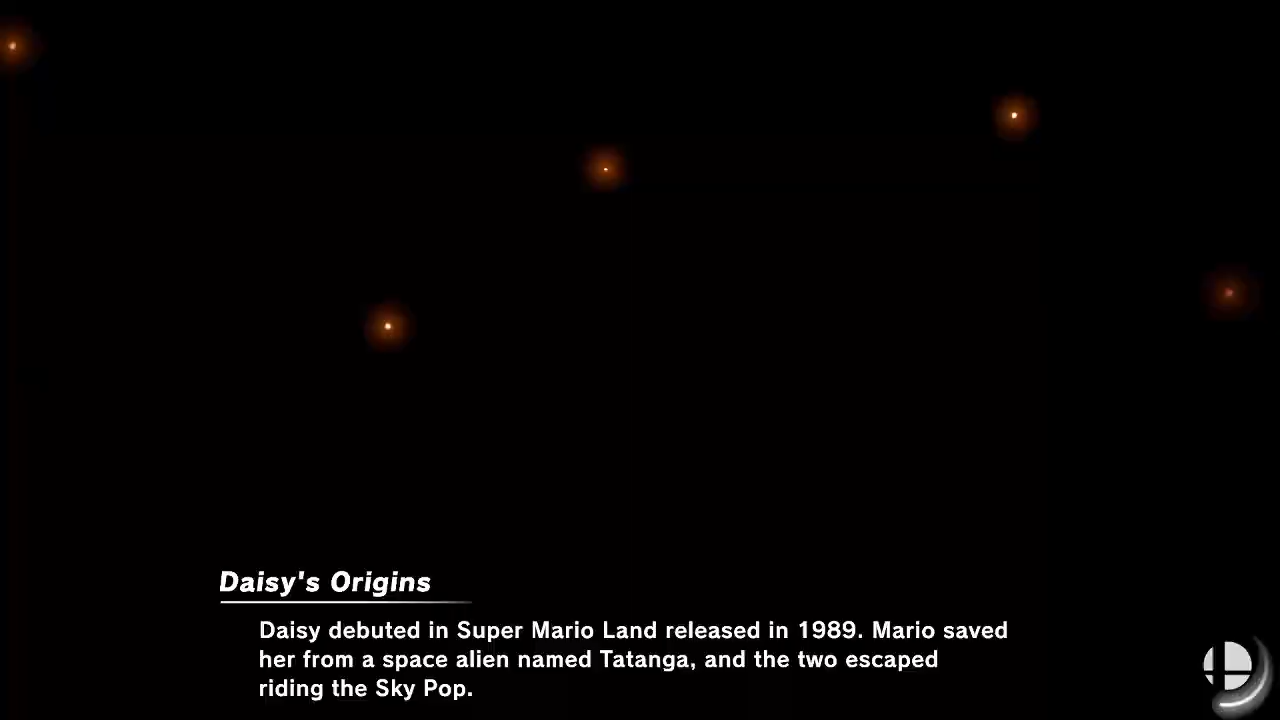 Daisy's Origins
Daisy debuted in Super Mario Land released in 1989. Mario saved
her from a space alien named Tatanga, and the two escaped
riding the Sky Pop.